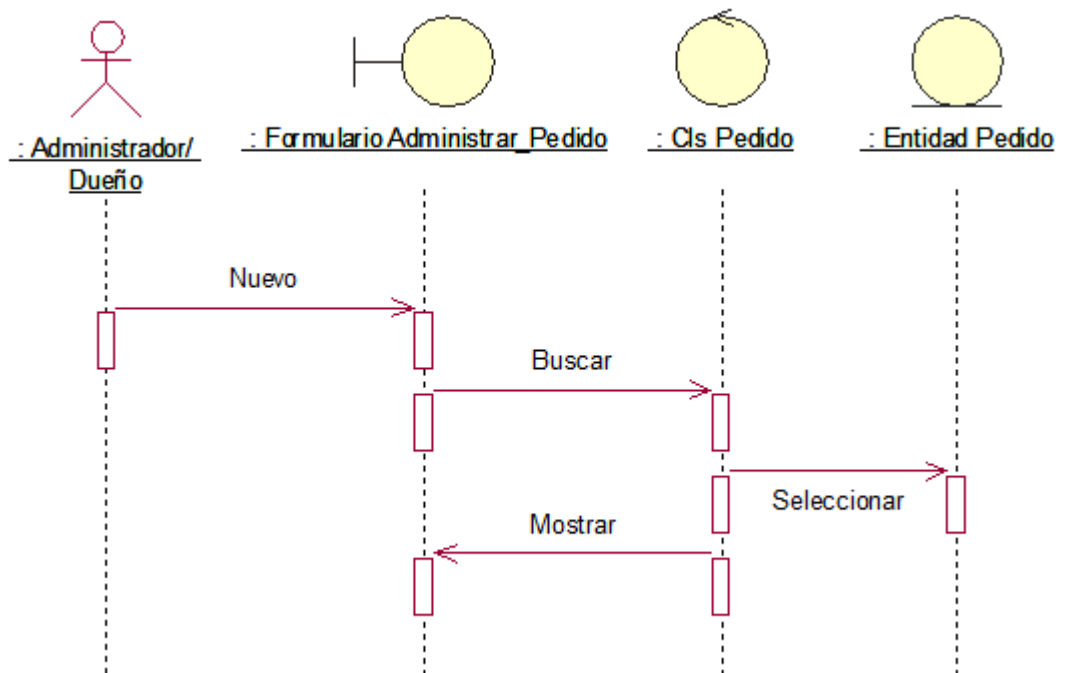 : Administrador/
Dueño
: Formulario Administrar_Pedido
: Cls Pedido
: Entidad Pedido
Nuevo
Buscar
Seleccionar
Mostrar